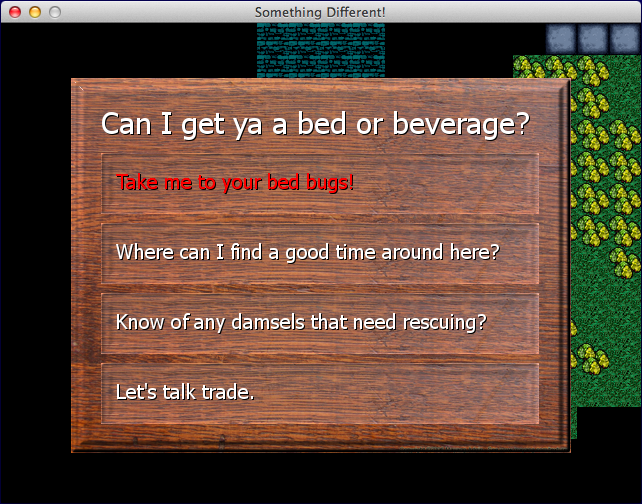 Something Different!
Can I get ya a bed or beverage?
Take me to your bed bugs!
Where can I find a good time around here?
Know of any damsels that need rescuing?
Let's talk trade.